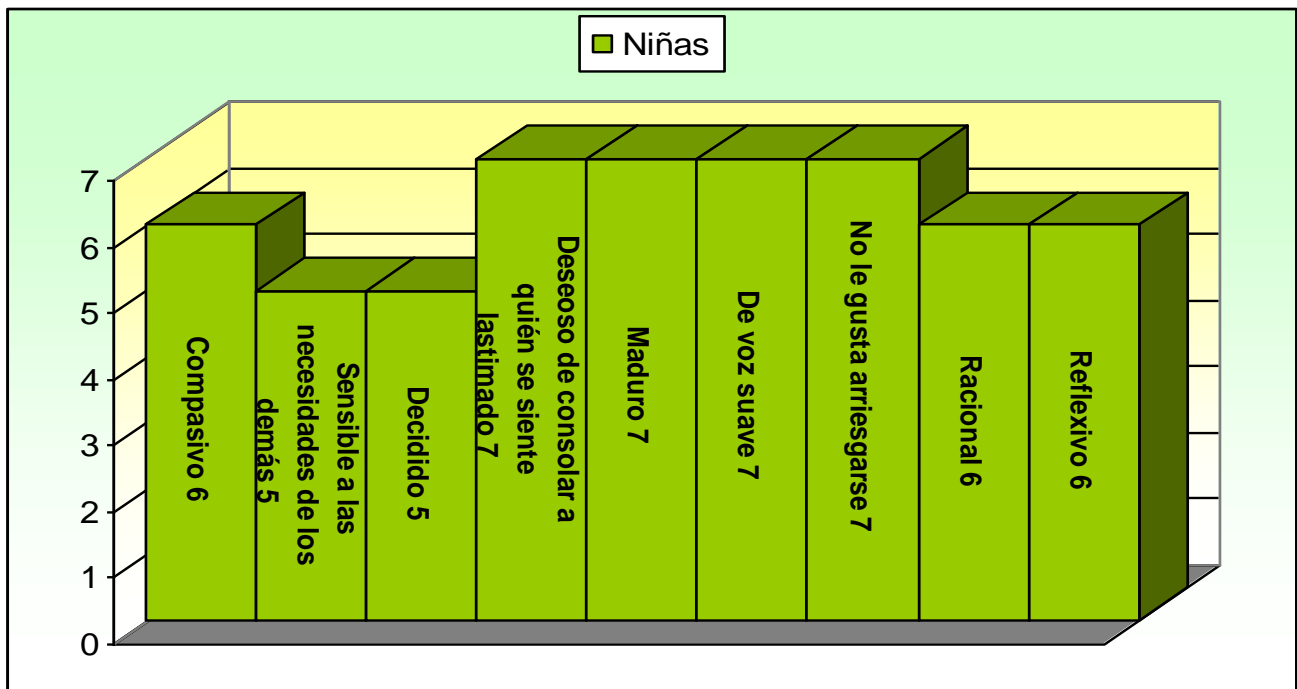 Niñas
7
6
5
4
3
2
1
0
Compasivo 6
Sensible a las
necesidades de los
demás 5
Decidido 5
Deseoso de consolar a
quién se siente
lastimado 7
Maduro 7
De voz suave 7
No le gusta arriesgarse 7
Racional 6
Reflexivo 6